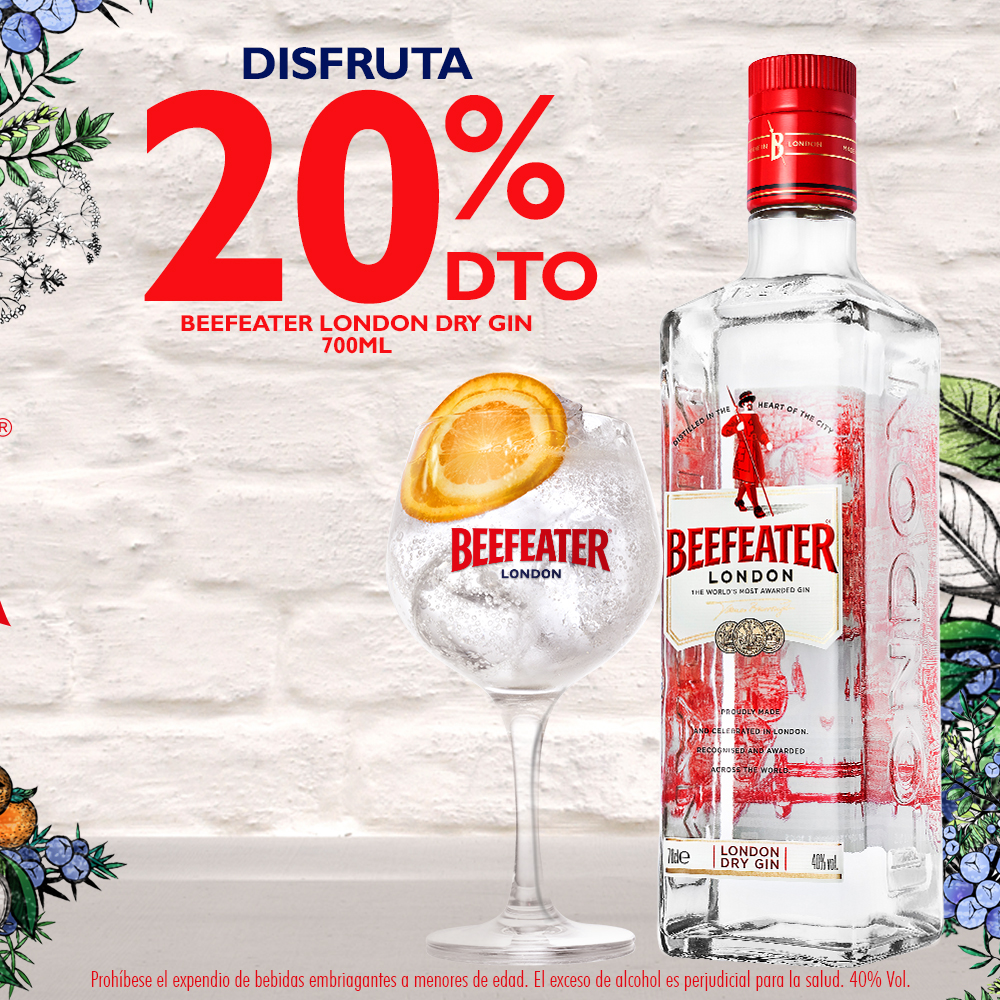 DISFRUTA
20%
DTO
BEEFEATER LONDON DRY GIN
700ML
®
A
BEEFEATER
LONDON
LONDON
DISTILLED IN THE HEART OF THE CITY
BEEFEATER
LONDON
THE WORLD'S MOST AWARDED GIN
PROUDLY MADE
AND CELEBRATED IN LONDON.
RECOGNISED AND AWARDED
ACROSS THE WORLD.
LONDON
70cl e
LONDON
DRY GIN
40% vol.
Prohíbese el expendio de bebidas embriagantes a menores de edad. El exceso de alcohol es perjudicial para la salud. 40% Vol.